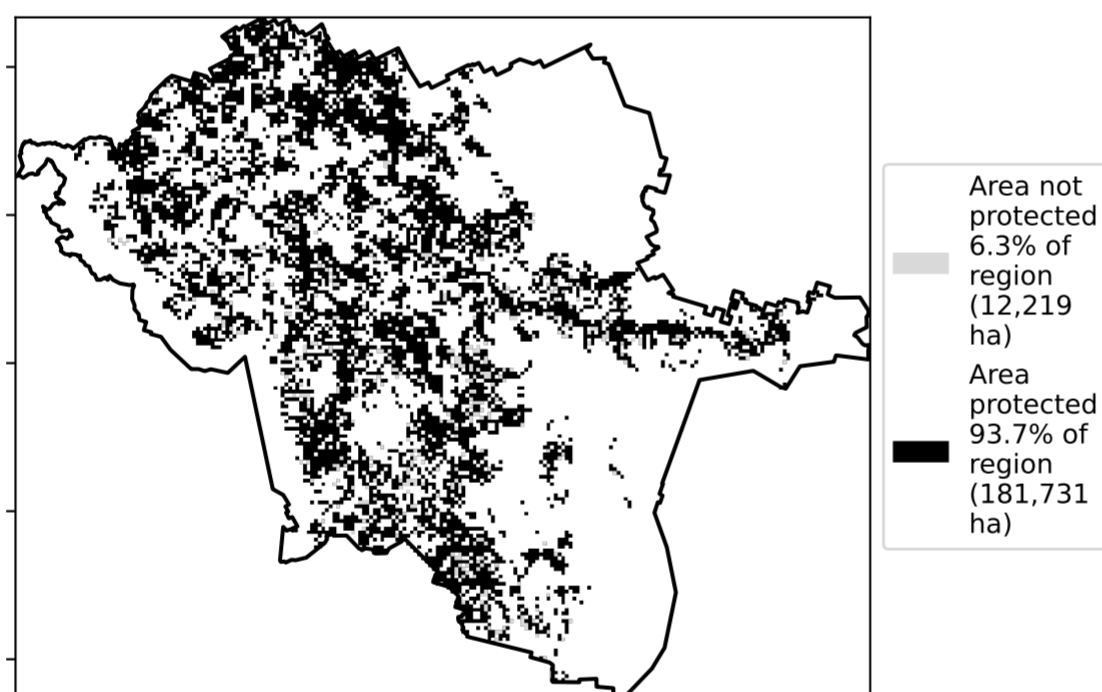 Area not
protected
6.3% of
region
(12,219
ha)
Area
protected
93.7% of
region
(181,731
ha)